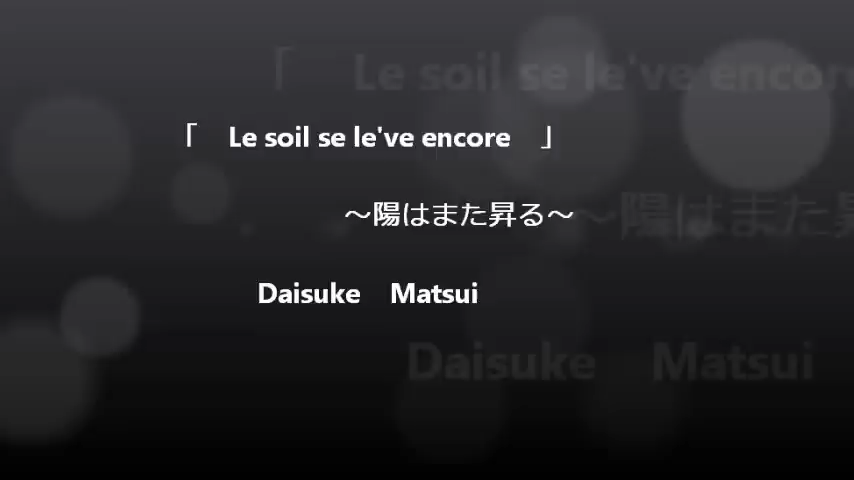 「　Le soil se le've encore　」
～陽はまた昇る～
Daisuke　Matsui